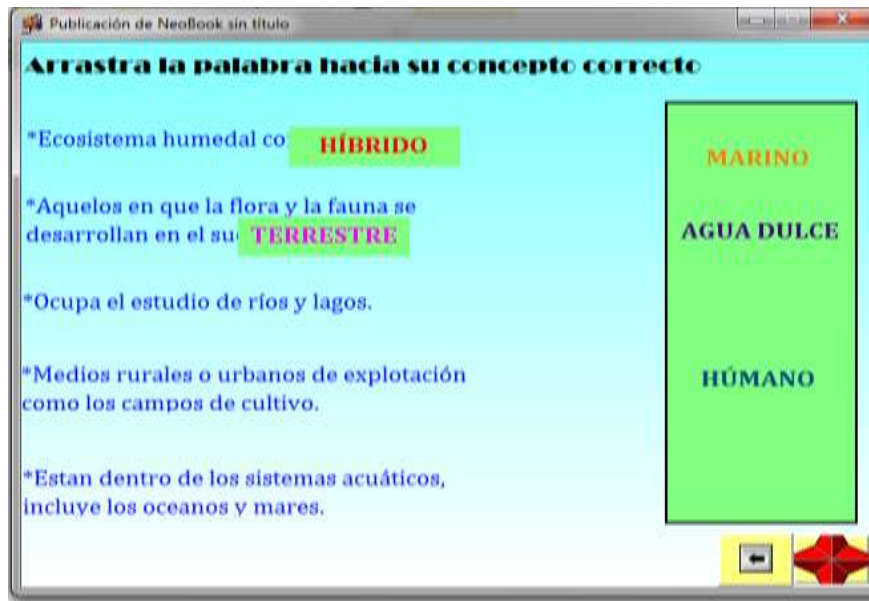 Publicación de NeoBook sin título
Arrastra la palabra hacia su concepto correcto
*Ecosistema humedal co
HÍBRIDO
*Aquelos en que la flora y la fauna se
desarrollan en el su
TERRESTRE
*Ocupa el estudio de ríos y lagos.
*Medios rurales o urbanos de explotación
como los campos de cultivo.
*Estan dentro de los sistemas acuáticos,
incluye los oceanos y mares.
MARINO
AGUA DULCE
HÚMANO